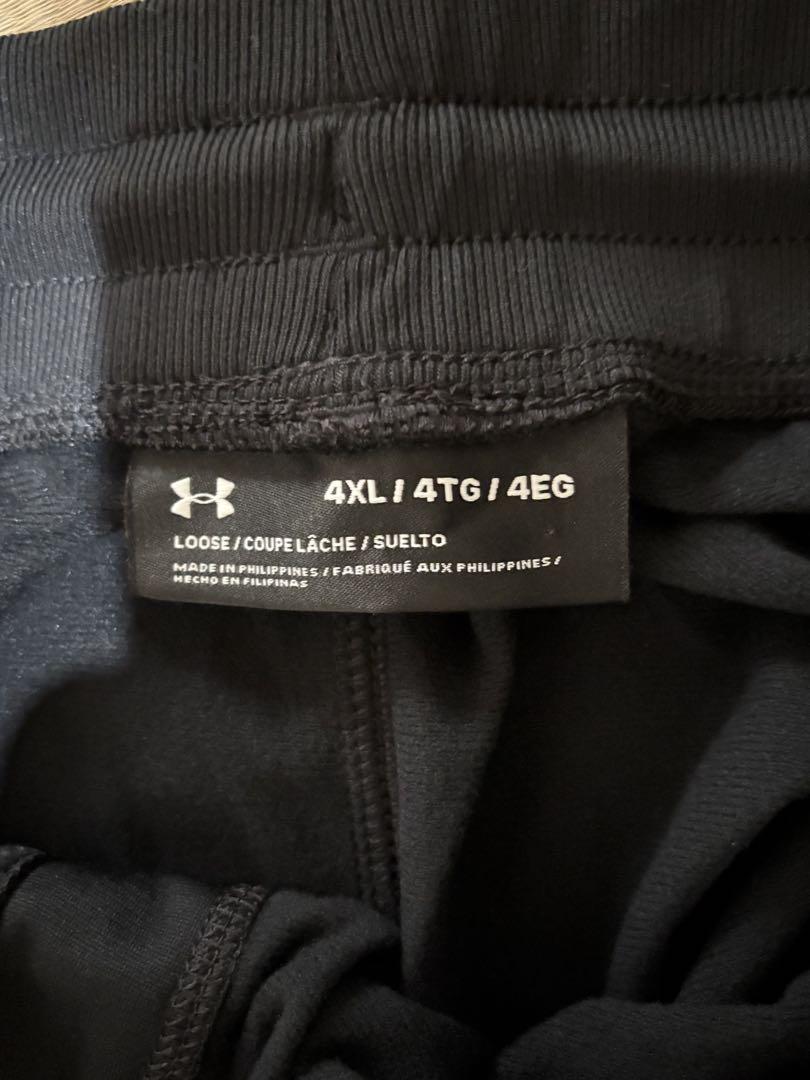 4XL / 4TG / 4EG
LOOSE / COUPE LÂCHE / SUELTO
MADE IN PHILIPPINES / FABRIQUÉ AUX PHILIPPINES /
HECHO EN FILIPINAS